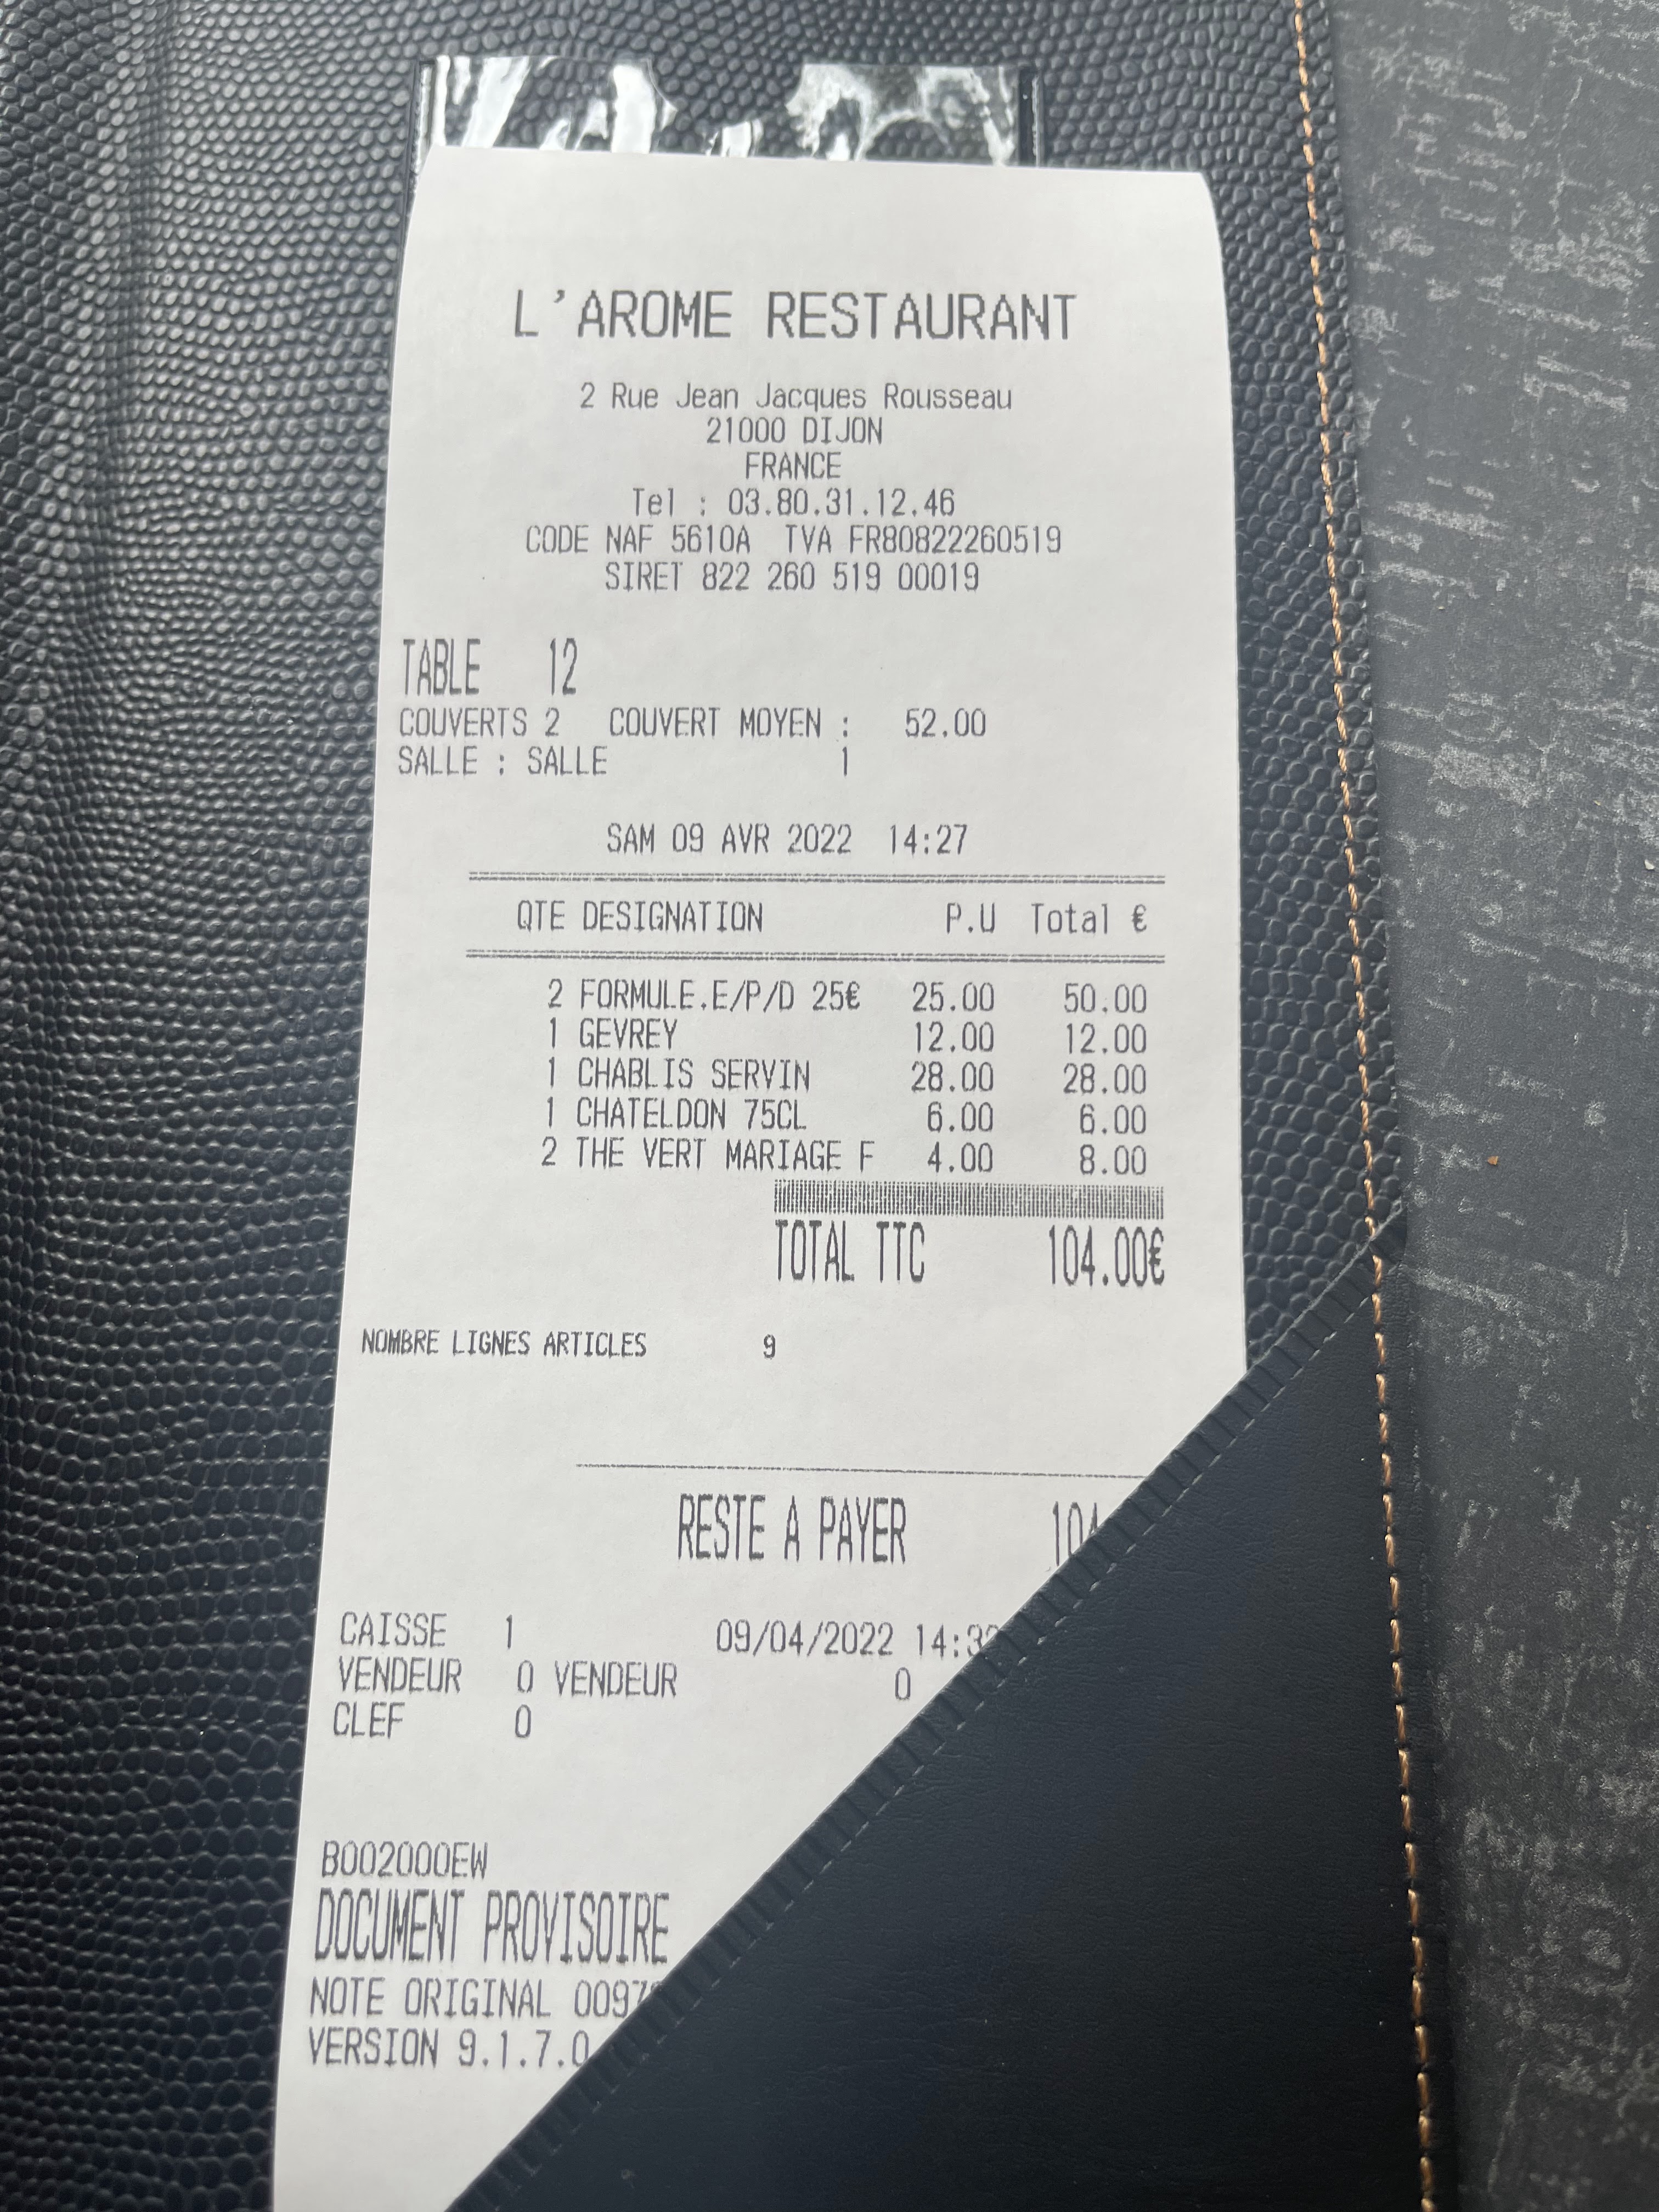 L'AROME RESTAURANT
2 Rue Jean Jacques Rousseau
21000 DIJON
FRANCE
Tel : 03.80.31.12.46
CODE NAF 5610A TVA FR80822260519
SIRET 822 260 519 00019
TABLE 12
COUVERTS 2 COUVERT MOYEN : 52.00
SALLE : SALLE 1
SAM 09 AVR 2022 14:27
QTE DESIGNATION P.U Total €
2 FORMULE.E/P/D 25€ 25.00 50.00
1 GEVREY 12.00 12.00
1 CHABLIS SERVIN 28.00 28.00
1 CHATELDON 75CL 6.00 6.00
2 THE VERT MARIAGE F 4.00 8.00
TOTAL TTC 104.00€
NOMBRE LIGNES ARTICLES 9
RESTE A PAYER 104
CAISSE 1 09/04/2022
VENDEUR 0 VENDEUR 0
CLEF 0
B002000EW
DOCUMENT PROVISOIRE
NOTE ORIGINAL
VERSION 9.1.7.0